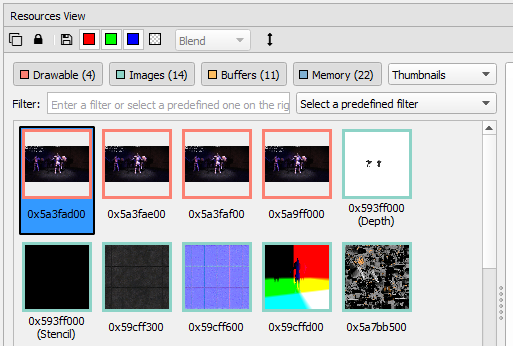 Resources View
Blend
Drawable (4) Images (14) Buffers (11) Memory (22) Thumbnails
Filter: Enter a filter or select a predefined one on the rig Select a predefined filter
0x5a3fad00 0x5a3fae00 0x5a3faf00 0x5a9ff000 0x593ff000
(Depth)
0x593ff000 0x59cff300 0x59cff600 0x59cffd00 0x5a7bb500
(Stencil)